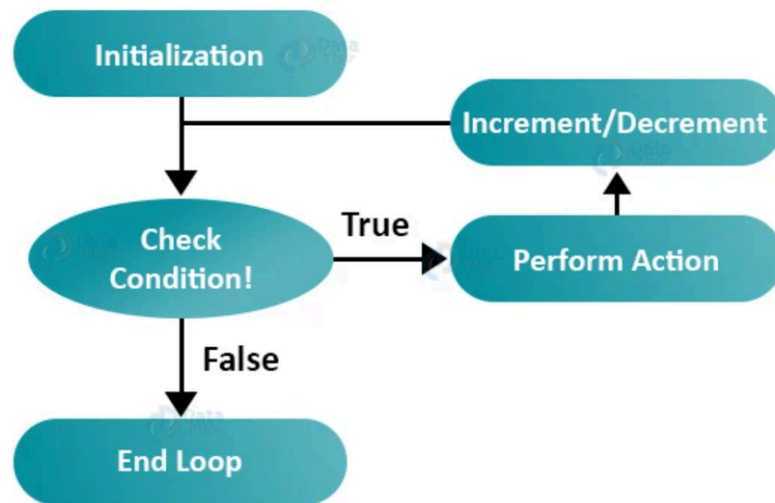 Initialization
Increment/Decrement
Check
Condition!
True
Perform Action
False
End Loop